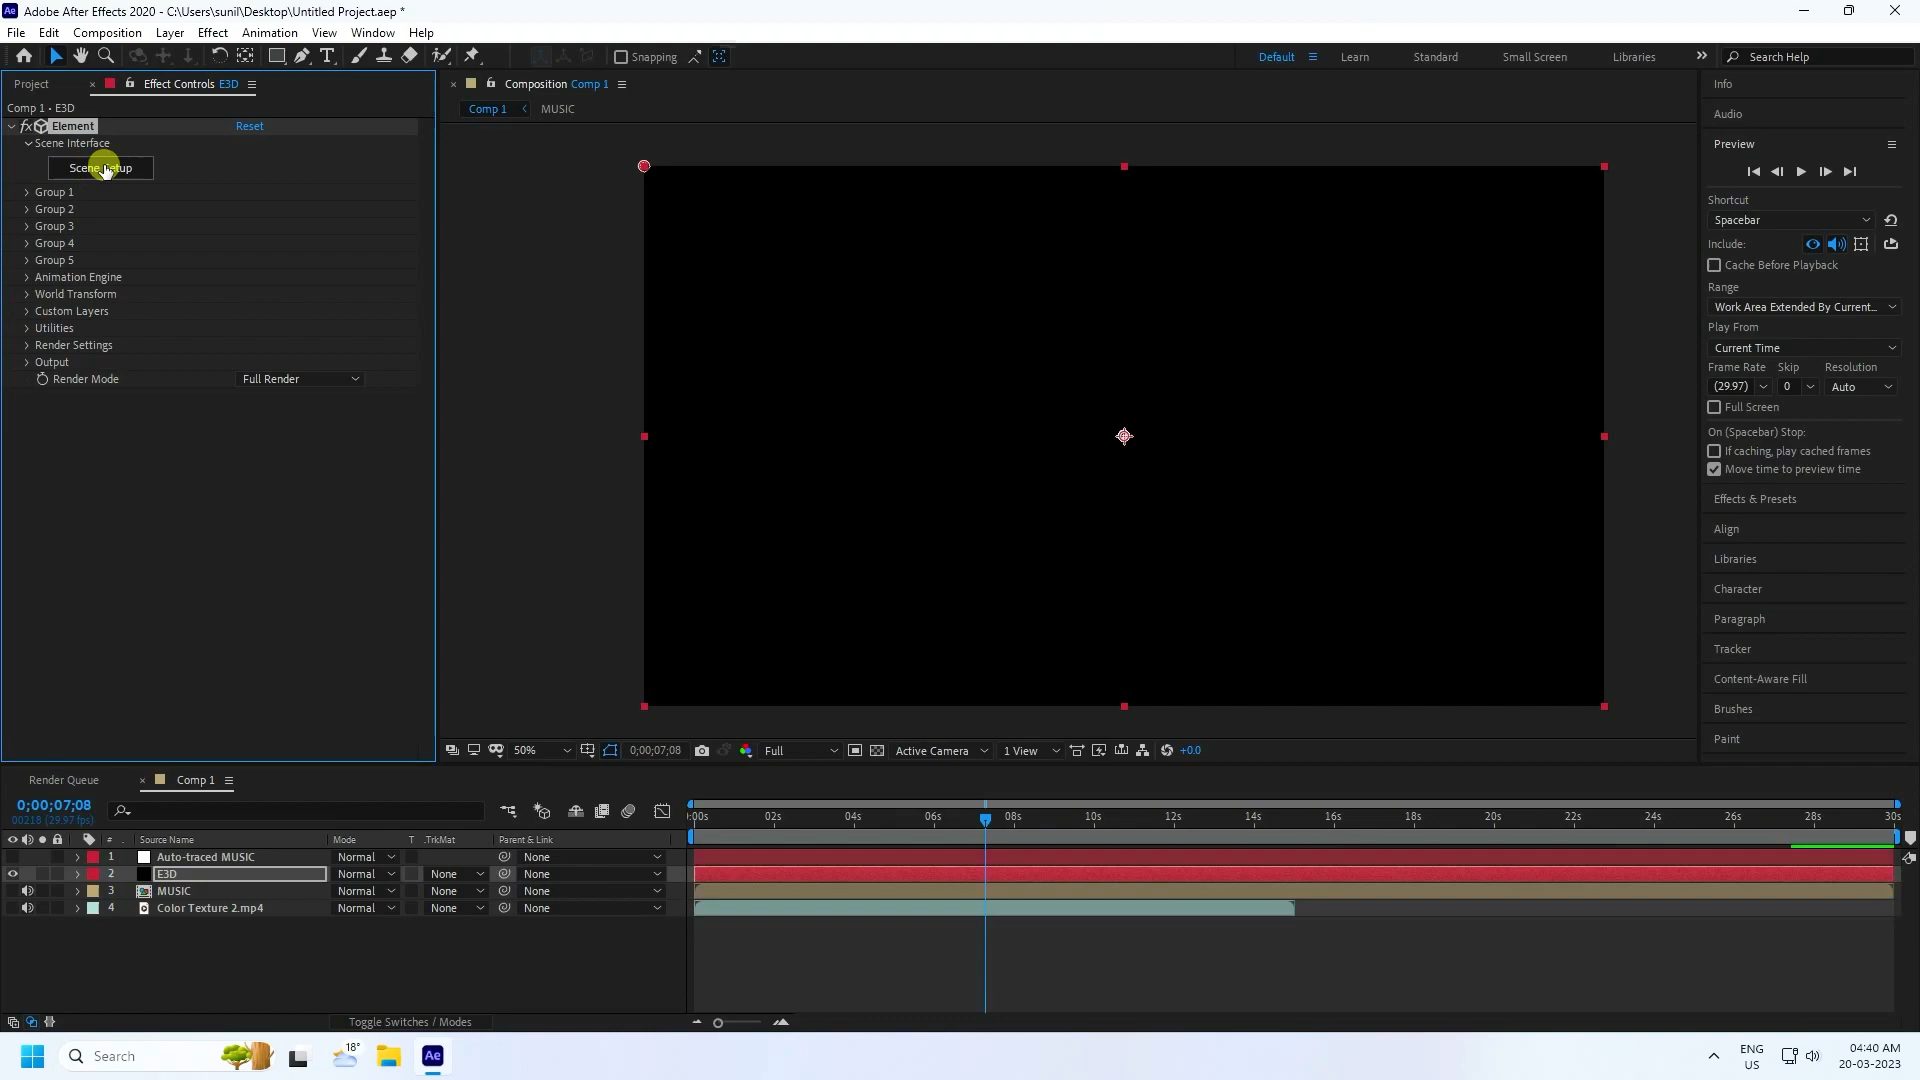 Adobe After Effects 2020 - C:\Users\sunil\Desktop\Untitled Project.aep *
File Edit Composition Layer Effect Animation View Window Help
Snapping Default Learn Standard Small Screen Libraries Search Help
Project Effect Controls E3D
Comp 1 • E3D
Element Reset
Scene Interface
Scene Setup
Group 1
Group 2
Group 3
Group 4
Group 5
Animation Engine
World Transform
Custom Layers
Utilities
Render Settings
Output
Render Mode Full Render
Composition Comp 1
Comp 1 MUSIC
50% 0;00;07;08 Full Active Camera 1 View +0.0
Info
Audio
Preview
Shortcut
Spacebar
Include:
Cache Before Playback
Range
Work Area Extended By Current...
Play From
Current Time
Frame Rate Skip Resolution
(29.97) 0 Auto
Full Screen
On (Spacebar) Stop:
If caching, play cached frames
Move time to preview time
Effects & Presets
Align
Libraries
Character
Paragraph
Tracker
Content-Aware Fill
Brushes
Paint
Render Queue Comp 1
0;00;07;08
00218 (29.97 fps)
:00s 02s 04s 06s 08s 10s 12s 14s 16s 18s 20s 22s 24s 26s 28s 30s
# Source Name Mode T .TrkMat Parent & Link
1 Auto-traced MUSIC Normal None
2 E3D Normal None None
3 MUSIC Normal None None
4 Color Texture 2.mp4 Normal None None
Toggle Switches / Modes
Search 18° Ae ENG US 04:40 AM 20-03-2023